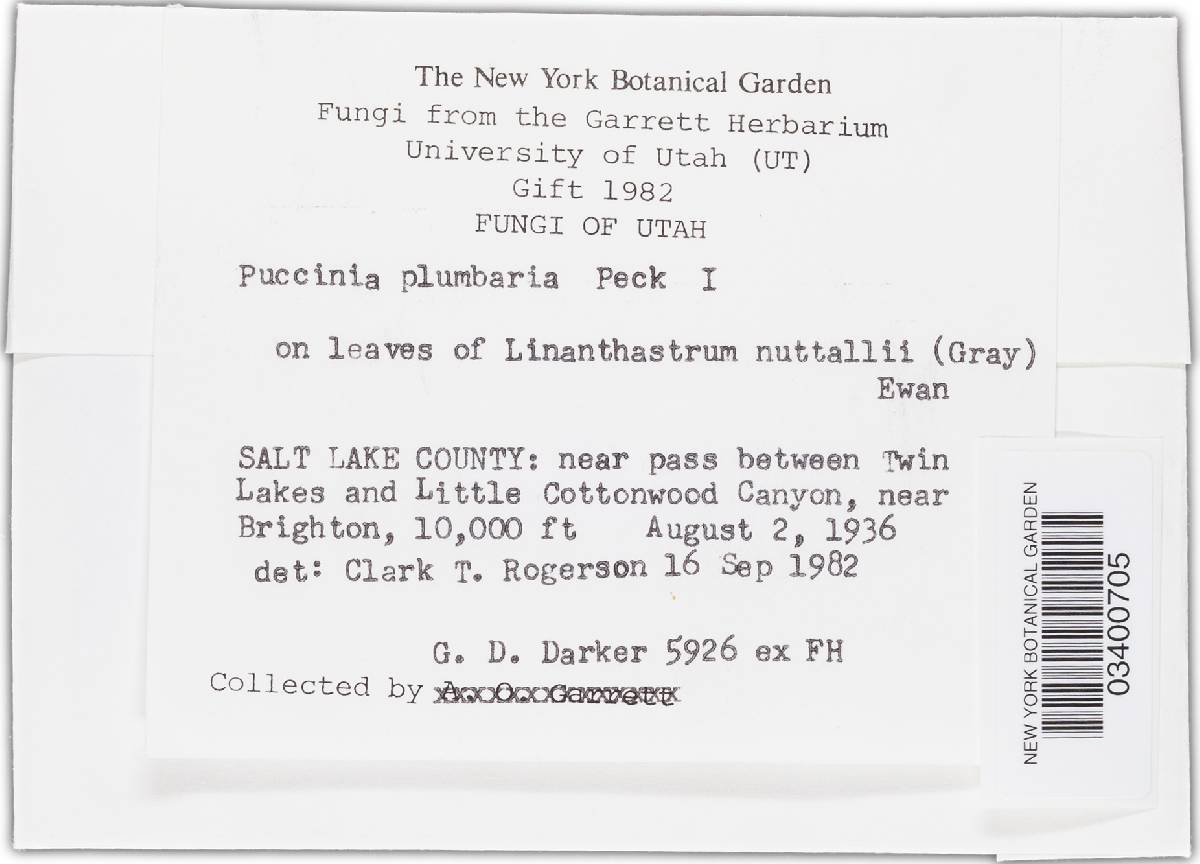 The New York Botanical Garden
Fungi from the Garrett Herbarium
University of Utah (UT)
Gift 1982
FUNGI OF UTAH
Puccinia plumbaria Peck I
on leaves of Linanthastrum nuttallii (Gray)
Ewan
SALT LAKE COUNTY: near pass between Twin
Lakes and Little Cottonwood Canyon, near
Brighton, 10,000 ft August 2, 1936
det: Clark T. Rogerson 16 Sep 1982
G. D. Darker 5926 ex FH
Collected by A. O. Garrett
NEW YORK BOTANICAL GARDEN
03400705